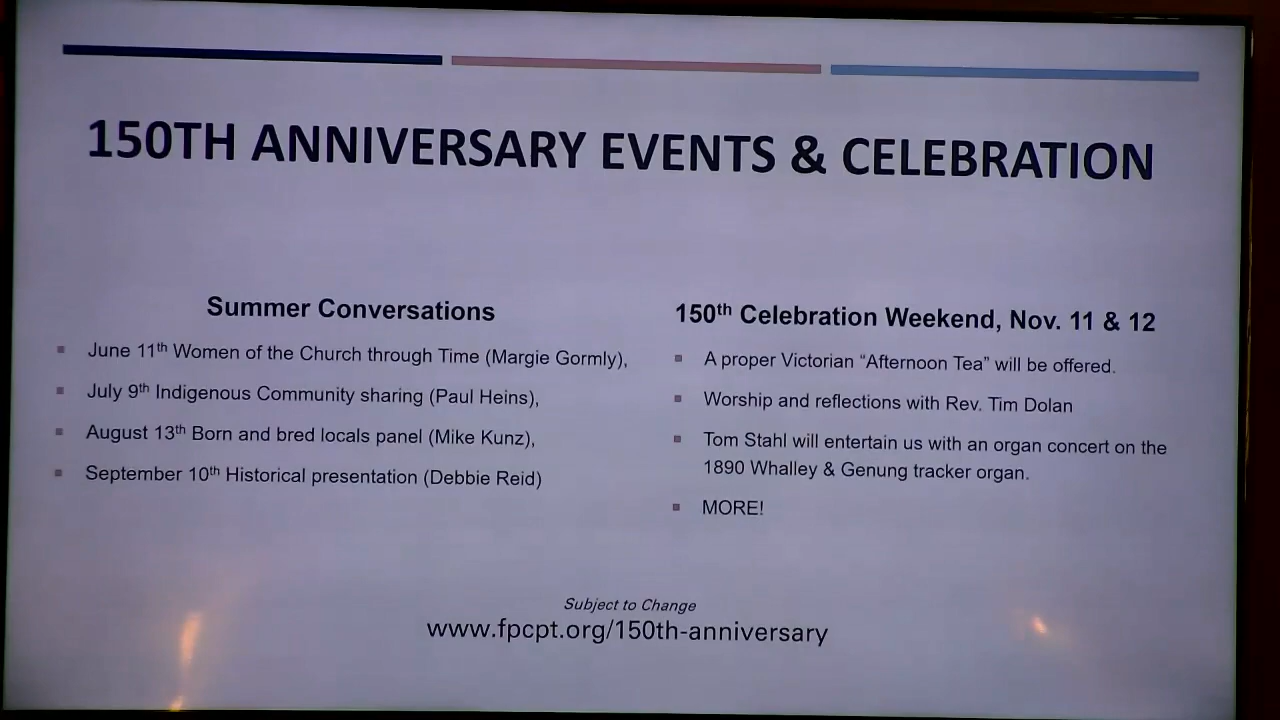 150TH ANNIVERSARY EVENTS & CELEBRATION
Summer Conversations
June 11th Women of the Church through Time (Margie Gormly),
July 9th Indigenous Community sharing (Paul Heins),
August 13th Born and bred locals panel (Mike Kunz),
September 10th Historical presentation (Debbie Reid)
150th Celebration Weekend, Nov. 11 & 12
A proper Victorian “Afternoon Tea” will be offered.
Worship and reflections with Rev. Tim Dolan
Tom Stahl will entertain us with an organ concert on the
1890 Whalley & Genung tracker organ.
MORE!
Subject to Change
www.fpcpt.org/150th-anniversary